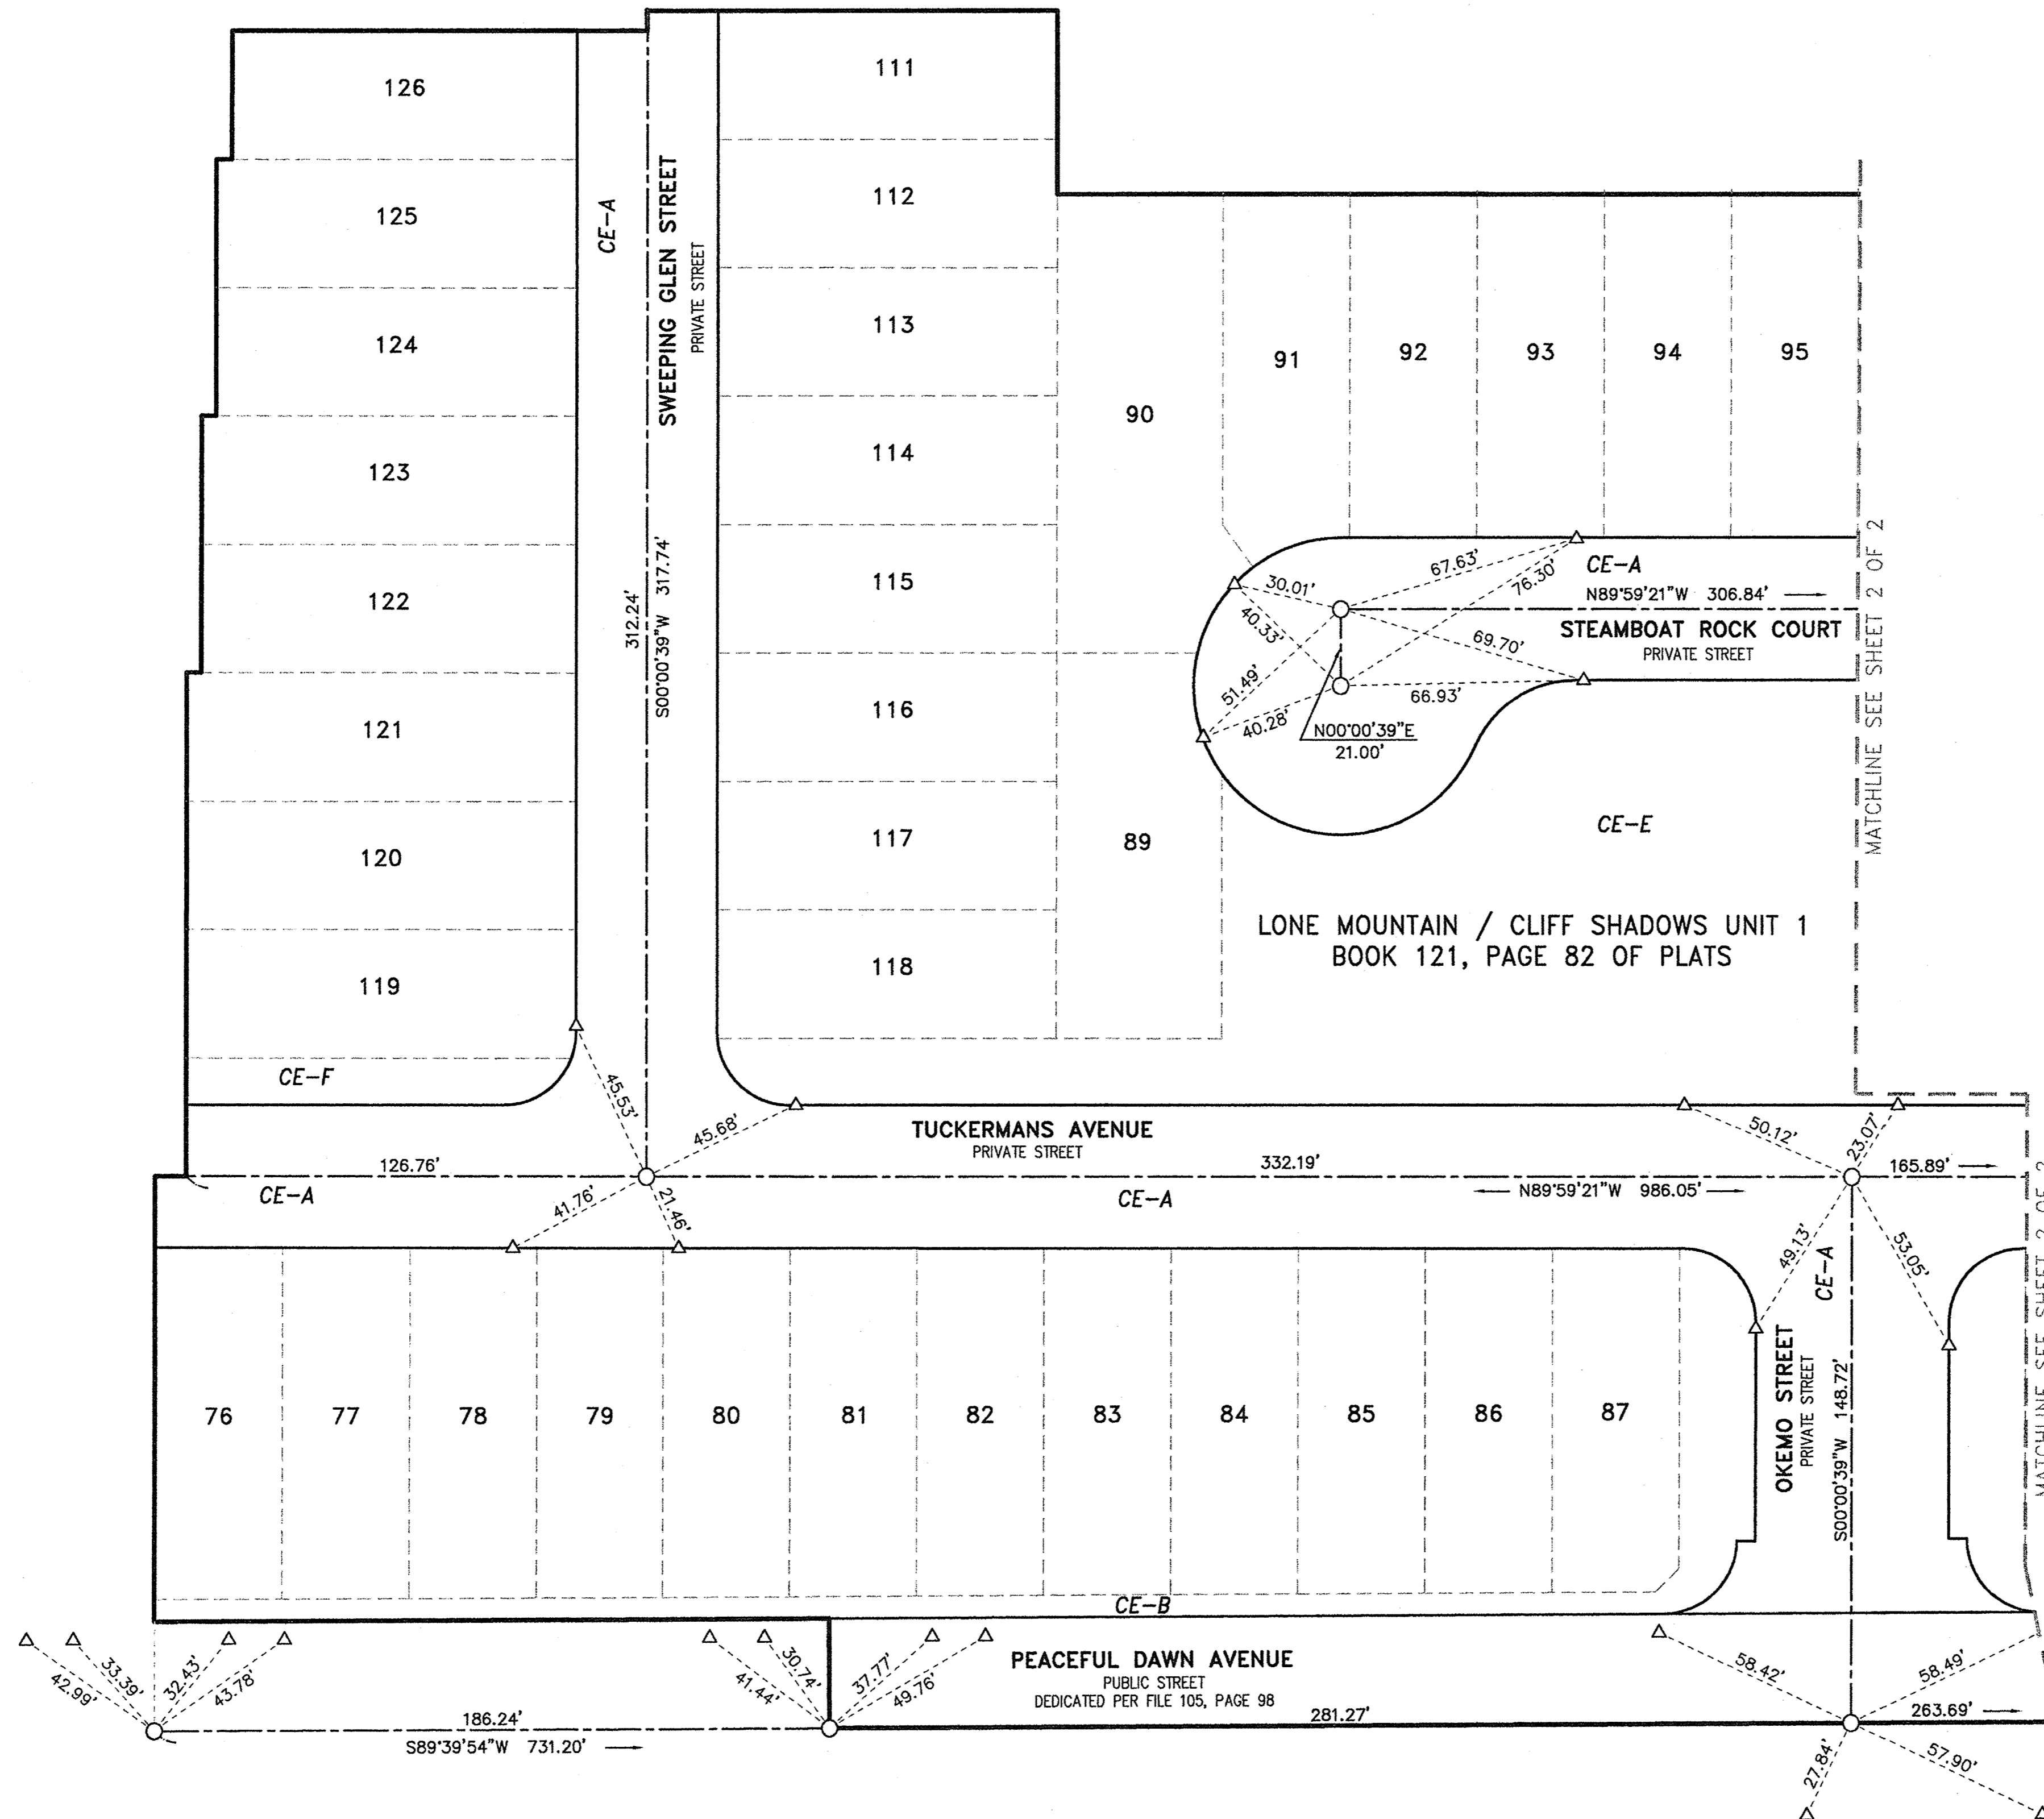 126
125
124
123
122
121
120
119
CE-F
CE-A
SWEEPING GLEN STREET
PRIVATE STREET
312.24'
S00°00'39"W 317.74'
111
112
113
114
115
116
117
118
90
89
91
92
93
94
95
67.63'
76.30'
30.01'
40.33'
51.49'
40.28'
69.70'
66.93'
N00°00'39"E
21.00'
CE-A
N89°59'21"W 306.84'
STEAMBOAT ROCK COURT
PRIVATE STREET
CE-E
MATCHLINE SEE SHEET 2 OF 2
LONE MOUNTAIN / CLIFF SHADOWS UNIT 1
BOOK 121, PAGE 82 OF PLATS
45.53'
45.68'
41.76'
21.46'
TUCKERMANS AVENUE
PRIVATE STREET
126.76'
332.19'
165.89'
CE-A
CE-A
N89°59'21"W 986.05'
50.12'
23.07'
49.13'
53.05'
CE-A
OKEMO STREET
PRIVATE STREET
S00°00'39"W 148.72'
MATCHLINE SEE SHEET 2 OF 2
76
77
78
79
80
81
82
83
84
85
86
87
CE-B
PEACEFUL DAWN AVENUE
PUBLIC STREET
DEDICATED PER FILE 105, PAGE 98
42.99'
33.39'
32.43'
43.78'
41.44'
30.74'
37.77'
49.76'
58.42'
58.49'
186.24'
281.27'
263.69'
S89°39'54"W 731.20'
27.84'
57.90'